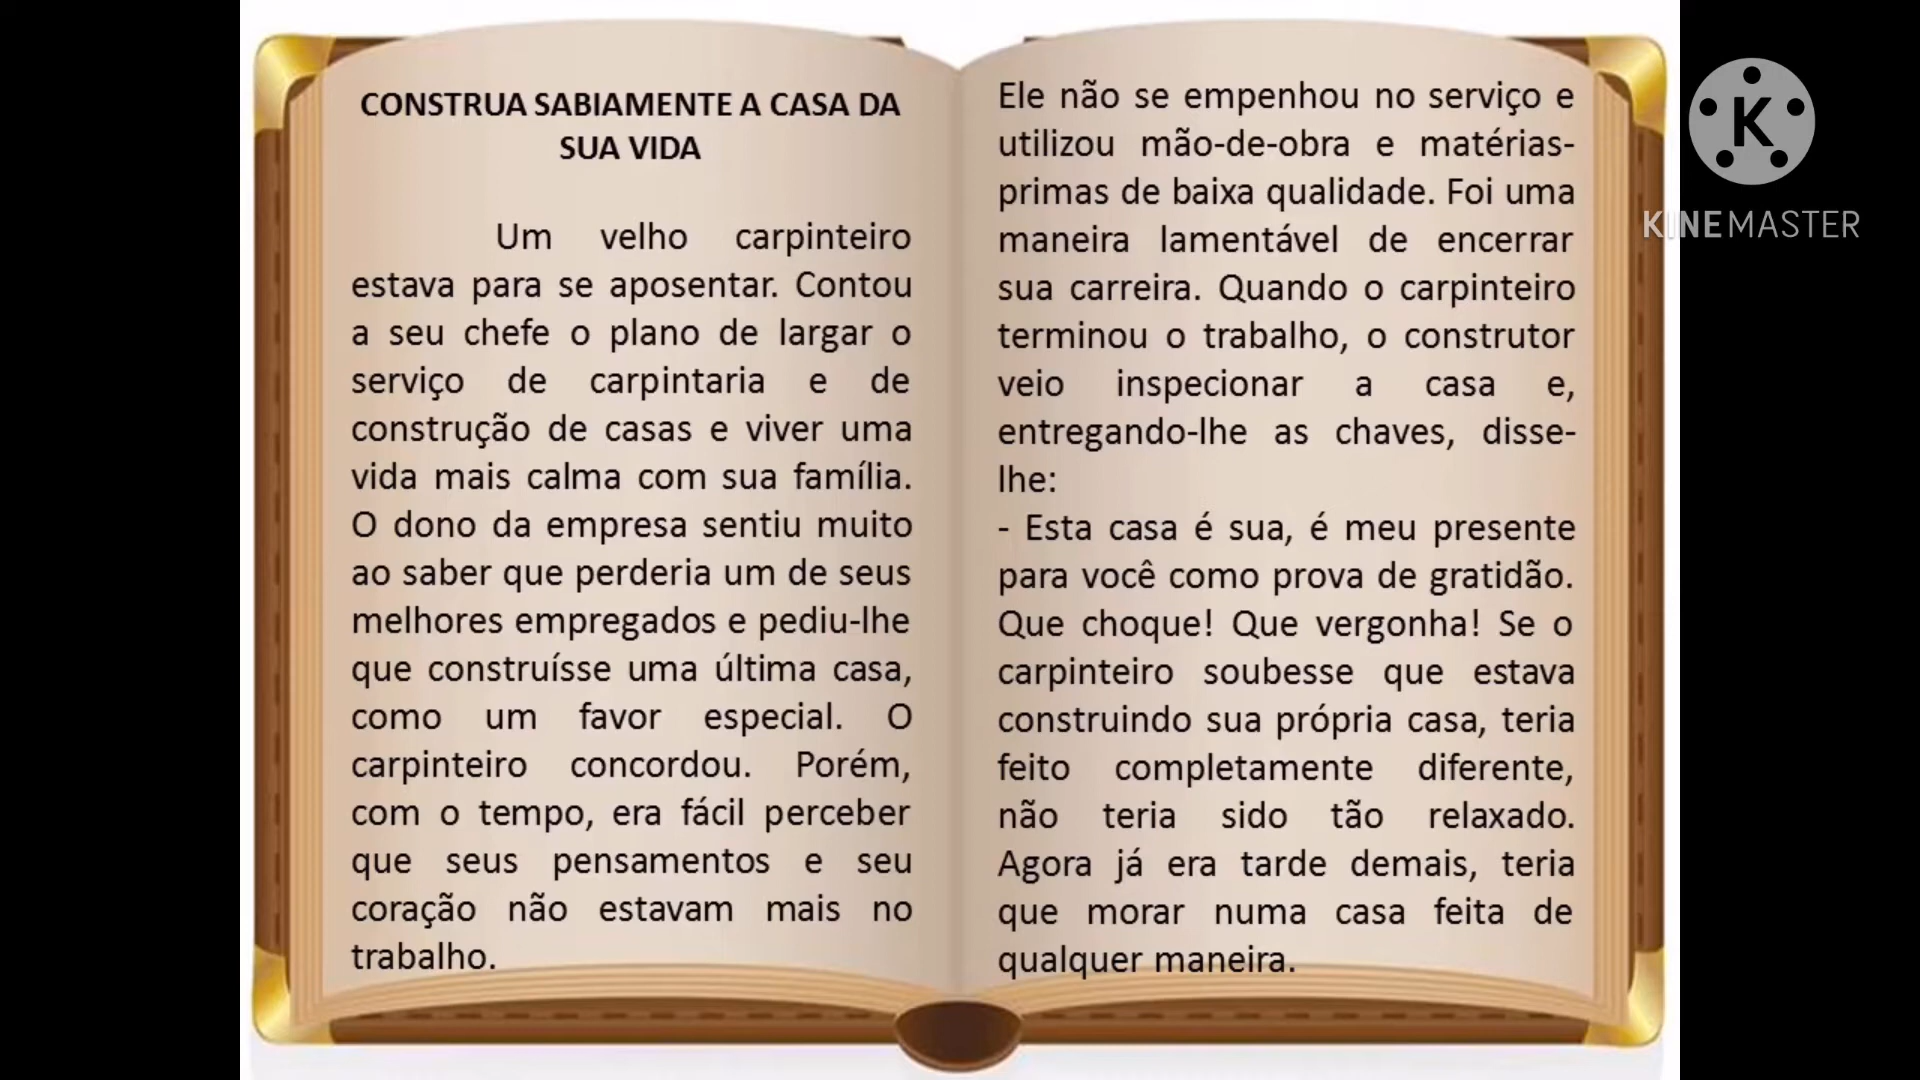 CONSTRUA SABIAMENTE A CASA DA
SUA VIDA
Um velho carpinteiro
estava para se aposentar. Contou
a seu chefe o plano de largar o
serviço de carpintaria e de
construção de casas e viver uma
vida mais calma com sua família.
O dono da empresa sentiu muito
ao saber que perderia um de seus
melhores empregados e pediu-lhe
que construísse uma última casa,
como um favor especial. O
carpinteiro concordou. Porém,
com o tempo, era fácil perceber
que seus pensamentos e seu
coração não estavam mais no
trabalho.
Ele não se empenhou no serviço e
utilizou mão-de-obra e matérias-
primas de baixa qualidade. Foi uma
maneira lamentável de encerrar
sua carreira. Quando o carpinteiro
terminou o trabalho, o construtor
veio inspecionar a casa e,
entregando-lhe as chaves, disse-
lhe:
- Esta casa é sua, é meu presente
para você como prova de gratidão.
Que choque! Que vergonha! Se o
carpinteiro soubesse que estava
construindo sua própria casa, teria
feito completamente diferente,
não teria sido tão relaxado.
Agora já era tarde demais, teria
que morar numa casa feita de
qualquer maneira.
K
KINEMASTER